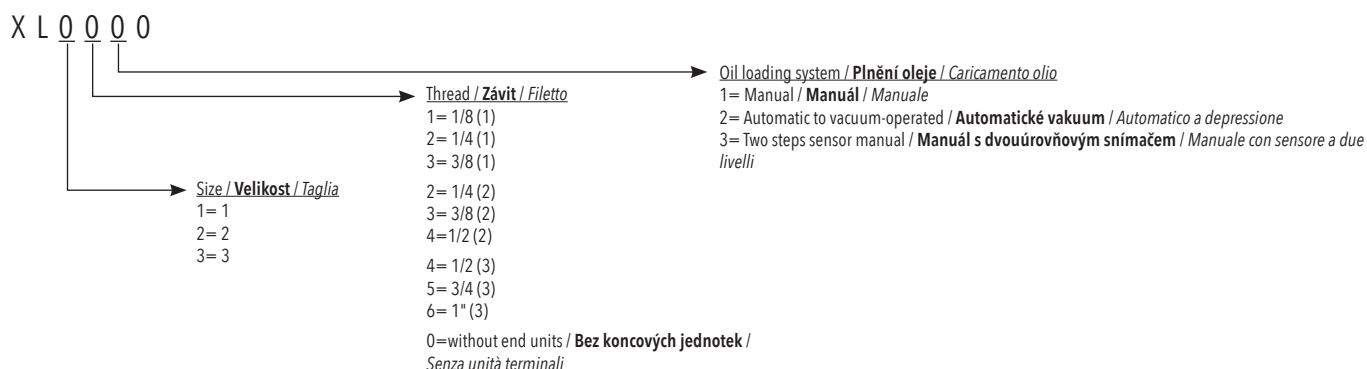 X L 0 0 0 0
Oil loading system / Plnění oleje / Caricamento olio
1= Manual / Manuál / Manuale
2= Automatic to vacuum-operated / Automatické vakuum / Automatico a depressione
3= Two steps sensor manual / Manuál s dvouúrovňovým snímačem / Manuale con sensore a due
livelli
Thread / Závit / Filetto
1= 1/8 (1)
2= 1/4 (1)
3= 3/8 (1)
2= 1/4 (2)
3= 3/8 (2)
4=1/2 (2)
4= 1/2 (3)
5= 3/4 (3)
6= 1" (3)
0=without end units / Bez koncových jednotek /
Senza unità terminali
Size / Velikost / Taglia
1= 1
2= 2
3= 3